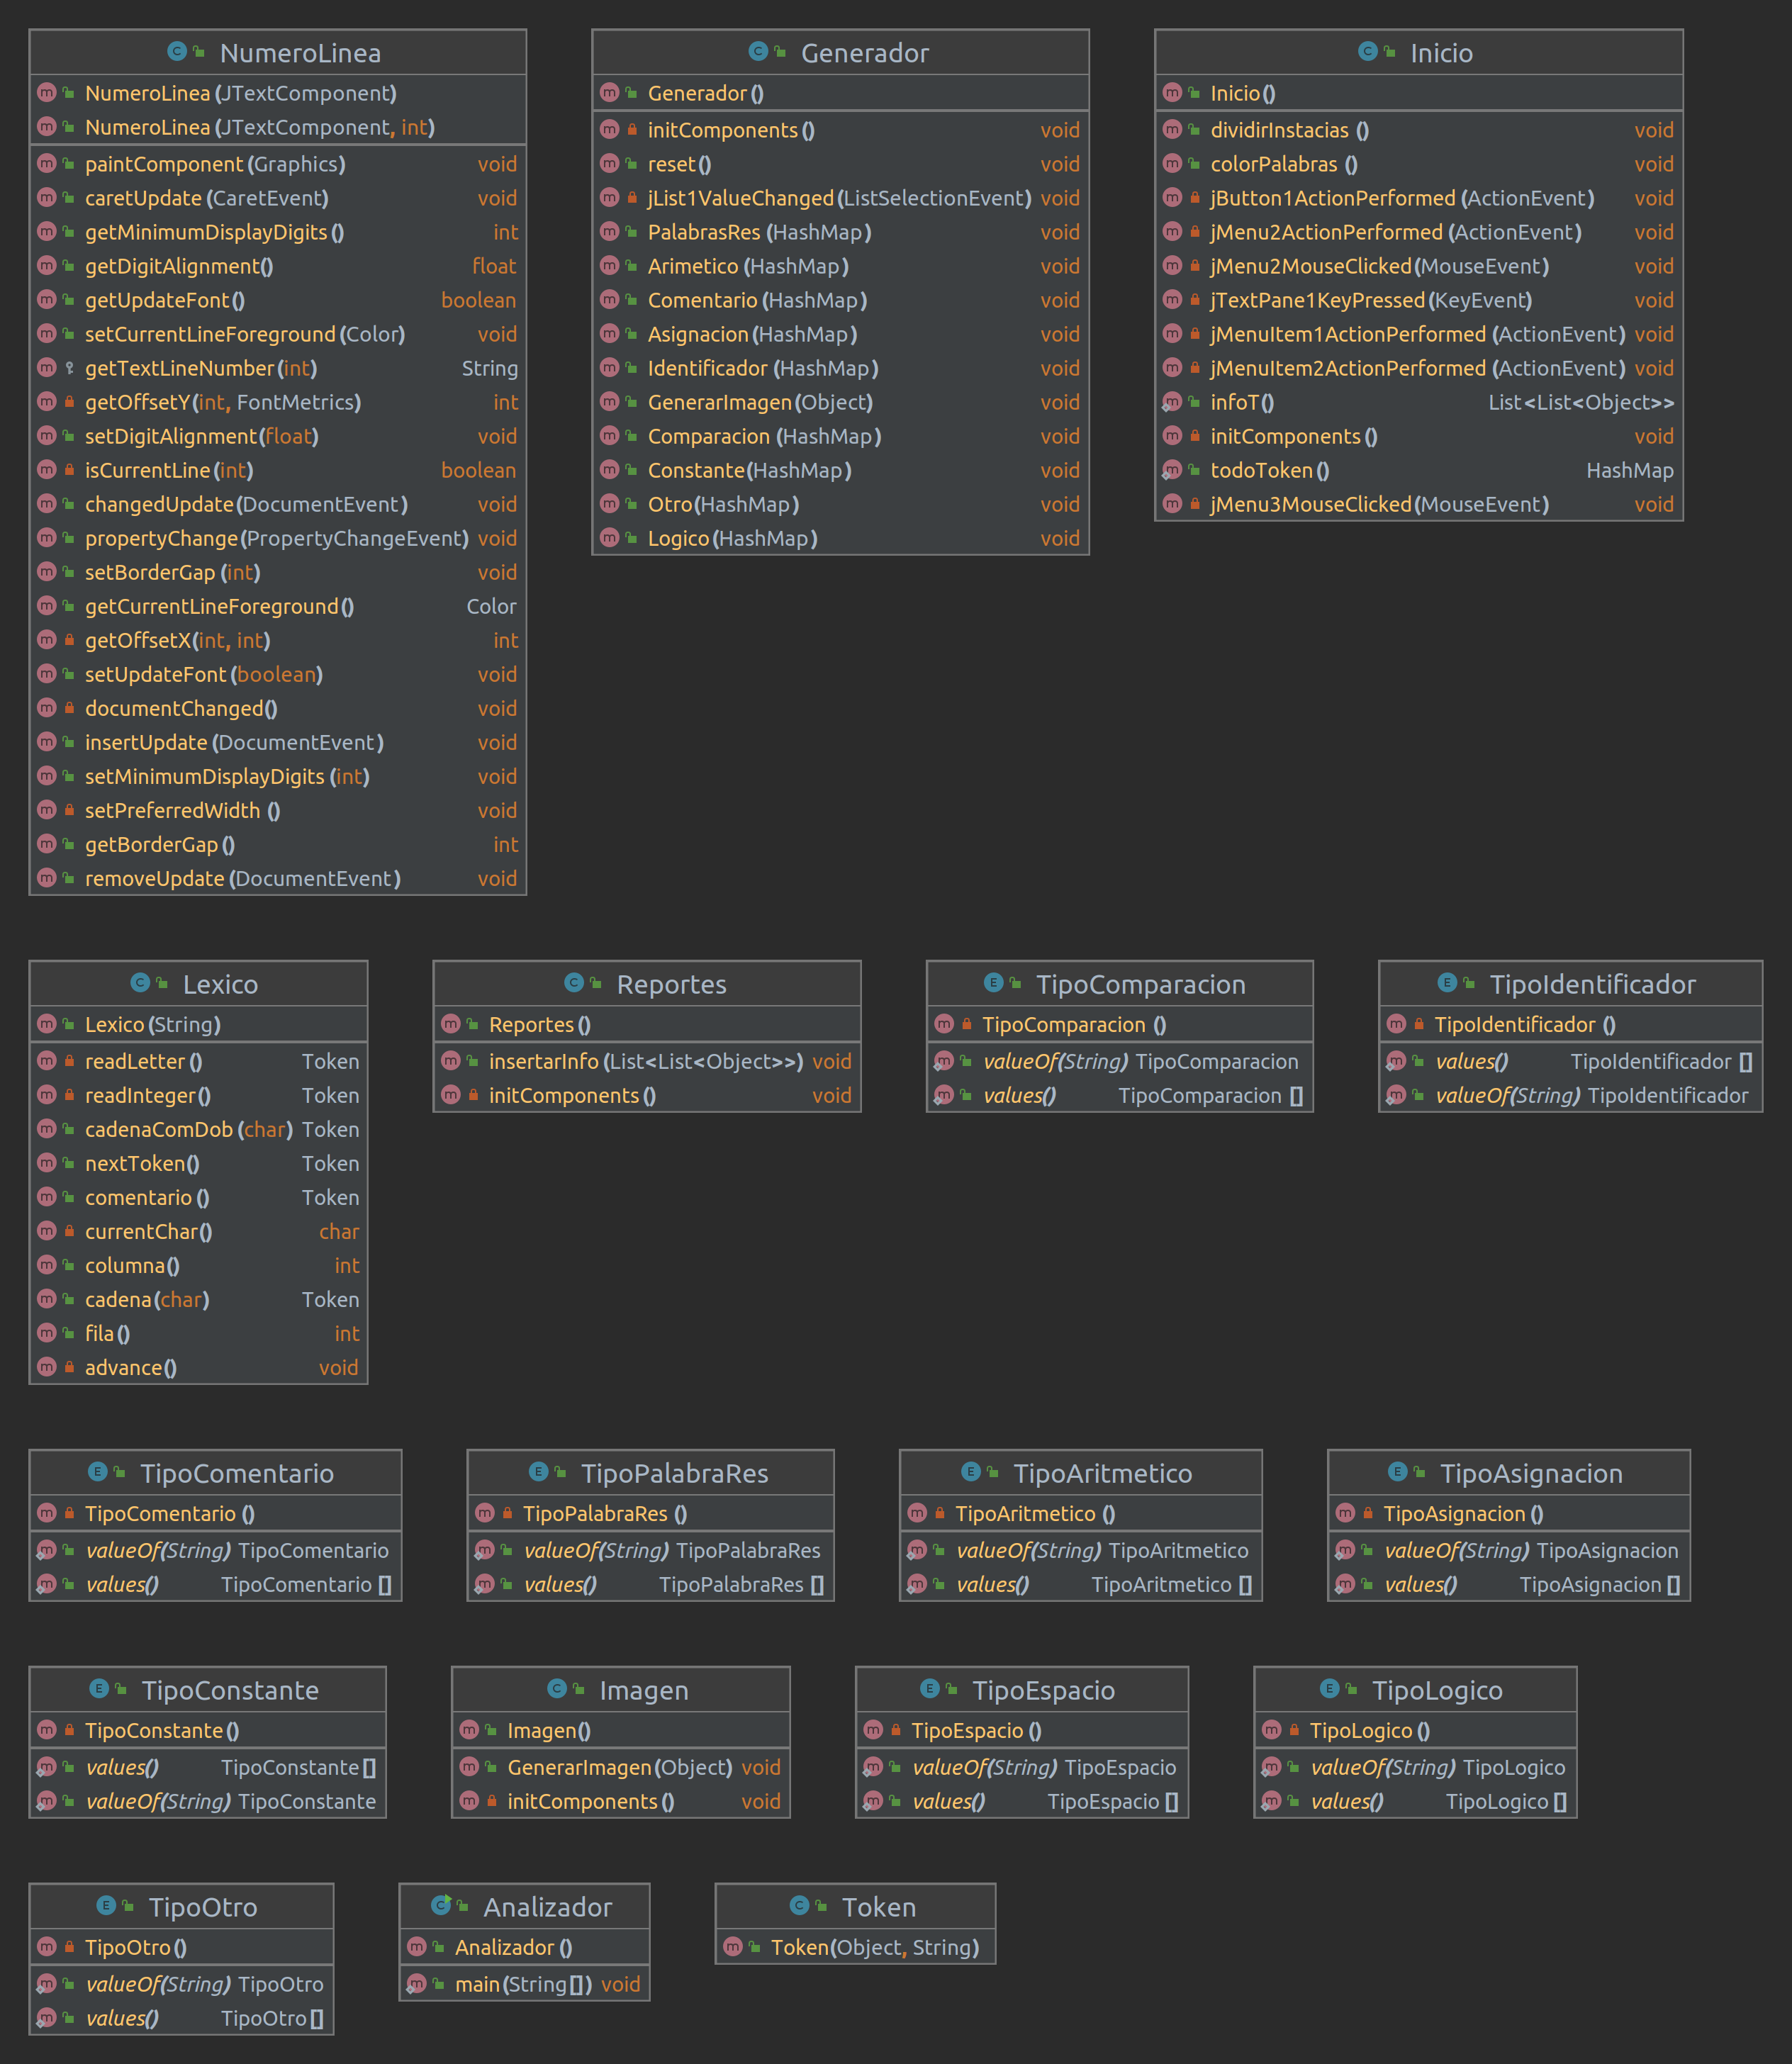 NumeroLinea
NumeroLinea(JTextComponent)
NumeroLinea(JTextComponent, int)
paintComponent(Graphics) void
caretUpdate(CaretEvent) void
getMinimumDisplayDigits() int
getDigitAlignment() float
getUpdateFont() boolean
setCurrentLineForeground(Color) void
getTextLineNumber(int) String
getOffsetY(int, FontMetrics) int
setDigitAlignment(float) void
isCurrentLine(int) boolean
changedUpdate(DocumentEvent) void
propertyChange(PropertyChangeEvent) void
setBorderGap(int) void
getCurrentLineForeground() Color
getOffsetX(int, int) int
setUpdateFont(boolean) void
documentChanged() void
insertUpdate(DocumentEvent) void
setMinimumDisplayDigits(int) void
setPreferredWidth() void
getBorderGap() int
removeUpdate(DocumentEvent) void
Generador
Generador()
initComponents() void
reset() void
jList1ValueChanged(ListSelectionEvent) void
PalabrasRes(HashMap) void
Arimetico(HashMap) void
Comentario(HashMap) void
Asignacion(HashMap) void
Identificador(HashMap) void
GenerarImagen(Object) void
Comparacion(HashMap) void
Constante(HashMap) void
Otro(HashMap) void
Logico(HashMap) void
Inicio
Inicio()
dividirInstacias() void
colorPalabras() void
jButton1ActionPerformed(ActionEvent) void
jMenu2ActionPerformed(ActionEvent) void
jMenu2MouseClicked(MouseEvent) void
jTextPane1KeyPressed(KeyEvent) void
jMenuItem1ActionPerformed(ActionEvent) void
jMenuItem2ActionPerformed(ActionEvent) void
infoT() List<List<Object>>
initComponents() void
todoToken() HashMap
jMenu3MouseClicked(MouseEvent) void
Lexico
Lexico(String)
readLetter() Token
readInteger() Token
cadenaComDob(char) Token
nextToken() Token
comentario() Token
currentChar() char
columna() int
cadena(char) Token
fila() int
advance() void
Reportes
Reportes()
insertarInfo(List<List<Object>>) void
initComponents() void
TipoComparacion
TipoComparacion()
valueOf(String) TipoComparacion
values() TipoComparacion[]
TipoIdentificador
TipoIdentificador()
values() TipoIdentificador[]
valueOf(String) TipoIdentificador
TipoComentario
TipoComentario()
valueOf(String) TipoComentario
values() TipoComentario[]
TipoPalabraRes
TipoPalabraRes()
valueOf(String) TipoPalabraRes
values() TipoPalabraRes[]
TipoAritmetico
TipoAritmetico()
valueOf(String) TipoAritmetico
values() TipoAritmetico[]
TipoAsignacion
TipoAsignacion()
valueOf(String) TipoAsignacion
values() TipoAsignacion[]
TipoConstante
TipoConstante()
values() TipoConstante[]
valueOf(String) TipoConstante
Imagen
Imagen()
GenerarImagen(Object) void
initComponents() void
TipoEspacio
TipoEspacio()
valueOf(String) TipoEspacio
values() TipoEspacio[]
TipoLogico
TipoLogico()
valueOf(String) TipoLogico
values() TipoLogico[]
TipoOtro
TipoOtro()
valueOf(String) TipoOtro
values() TipoOtro[]
Analizador
Analizador()
main(String[]) void
Token
Token(Object, String)